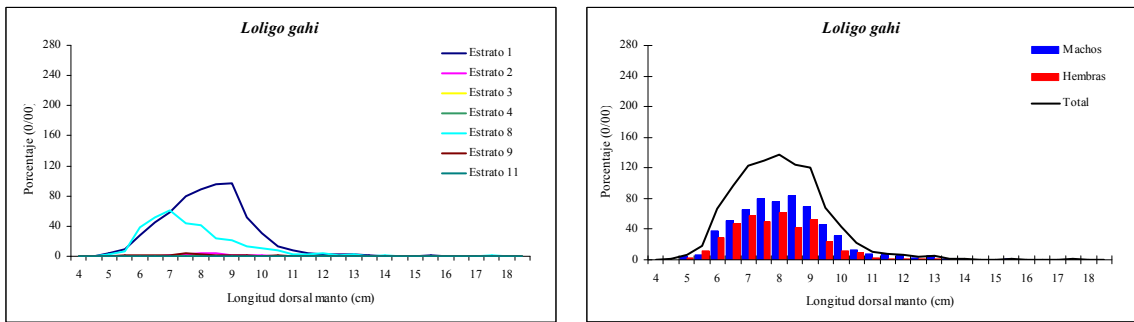 Loligo gahi
280
240
200
160
120
80
40
0
Porcentaje (0/00)
4 5 6 7 8 9 10 11 12 13 14 15 16 17 18
Longitud dorsal manto (cm)
Estrato 1
Estrato 2
Estrato 3
Estrato 4
Estrato 8
Estrato 9
Estrato 11
Loligo gahi
280
240
200
160
120
80
40
0
Porcentaje (0/00)
4 5 6 7 8 9 10 11 12 13 14 15 16 17 18
Longitud dorsal manto (cm)
Machos
Hembras
Total